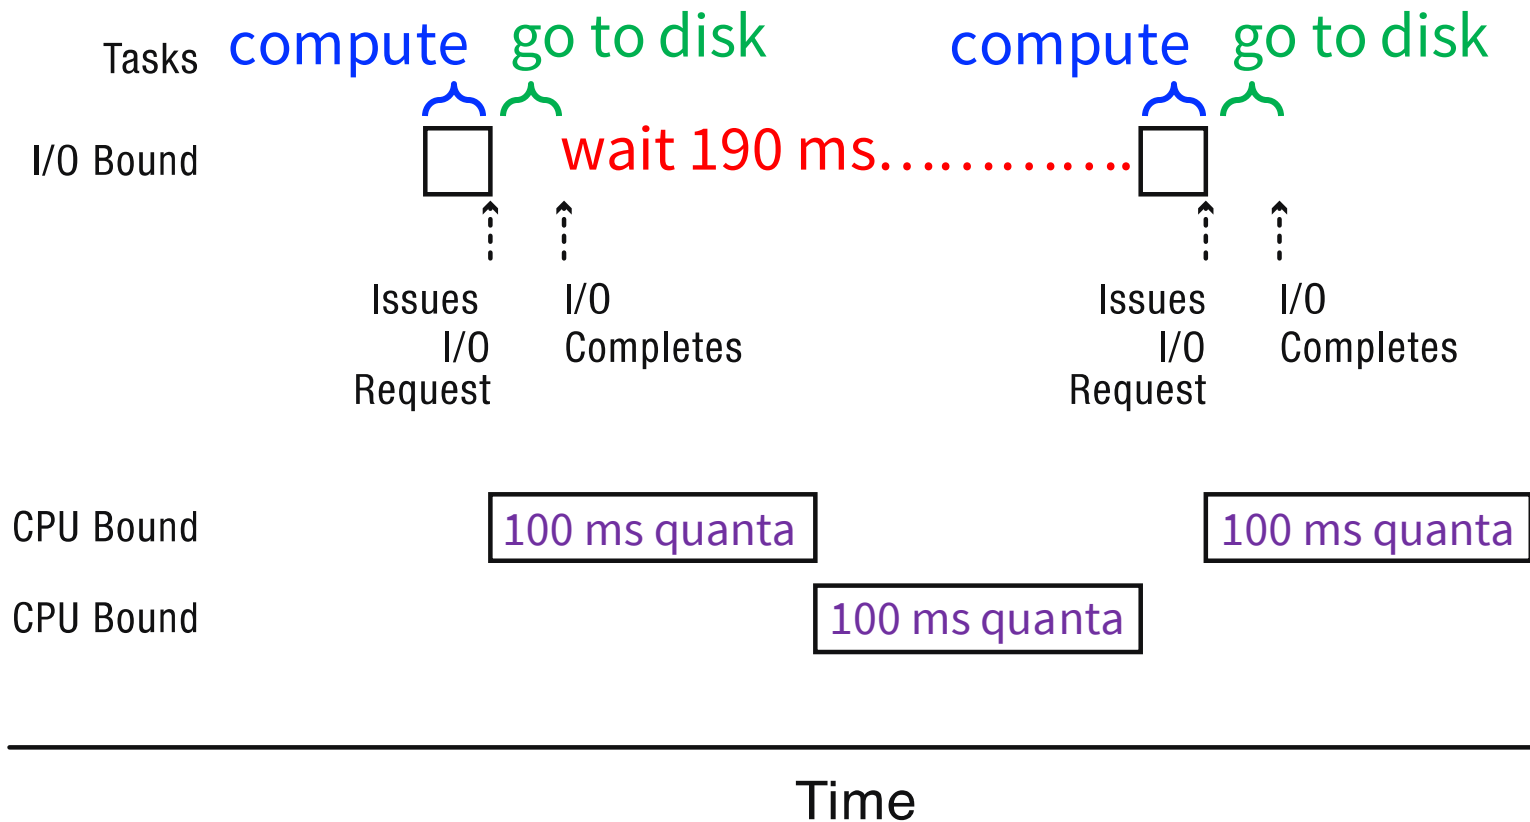 Tasks compute go to disk compute go to disk
I/O Bound wait 190 ms………….
Issues I/O Issues I/O
I/O Completes I/O Completes
Request Request
CPU Bound 100 ms quanta 100 ms quanta
CPU Bound 100 ms quanta
Time